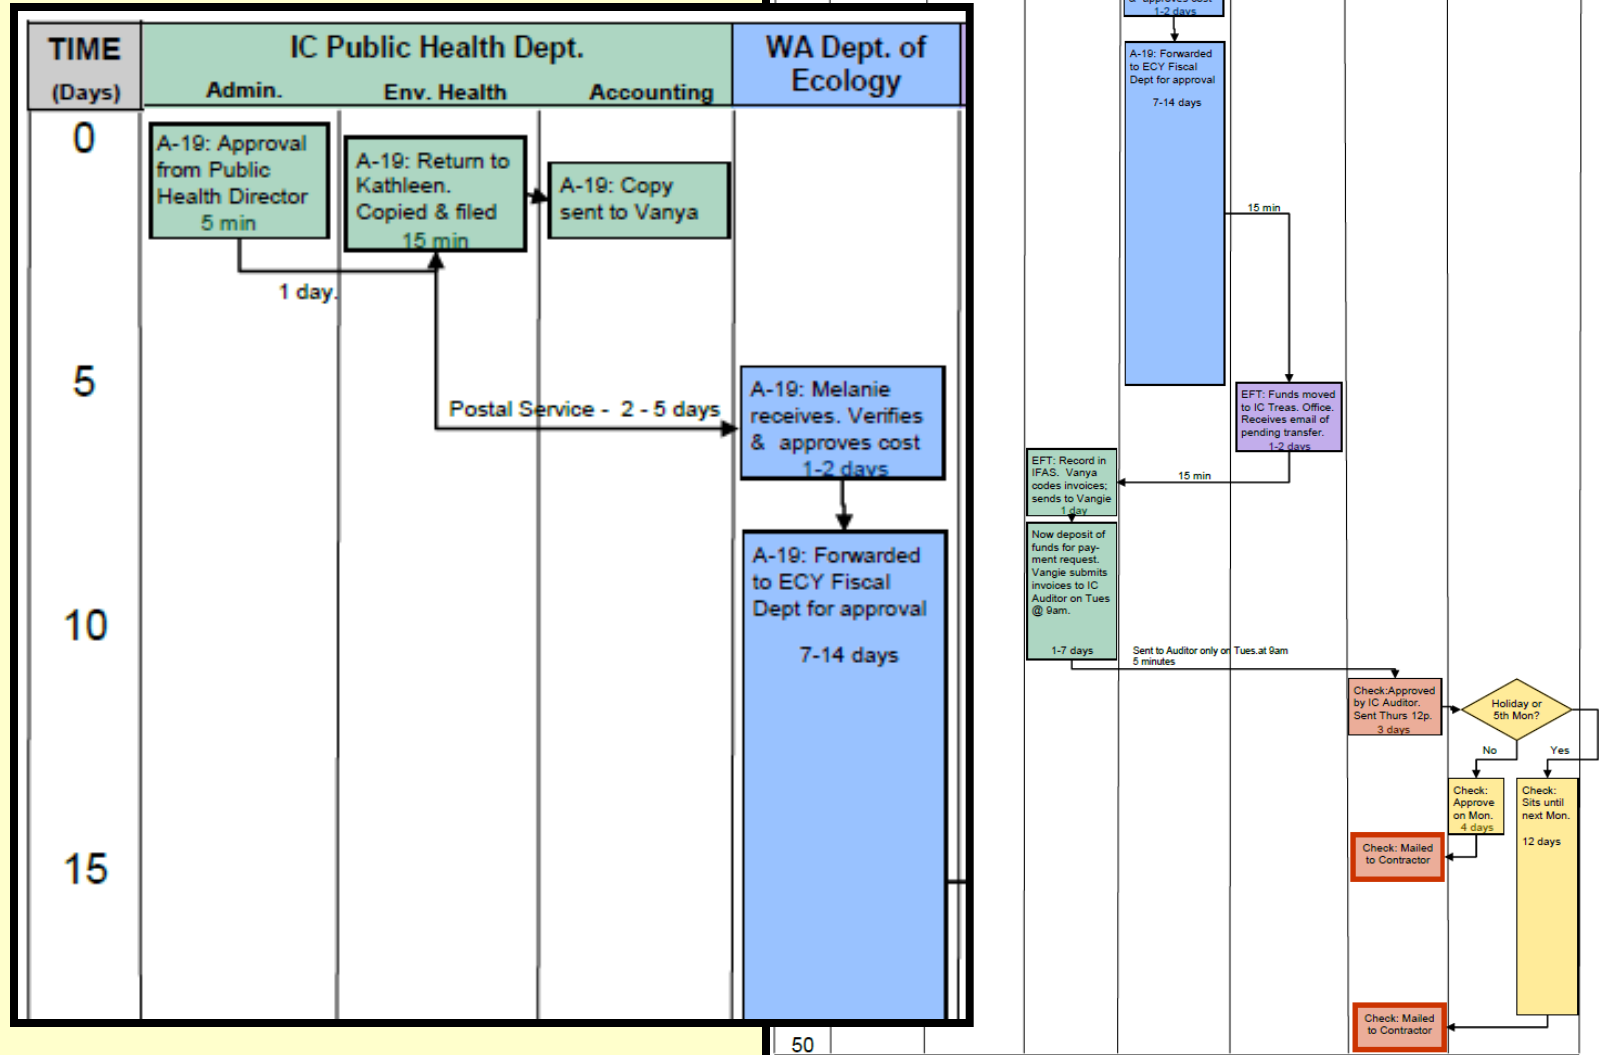 TIME
(Days)
IC Public Health Dept.
Admin.
Env. Health
Accounting
WA Dept. of
Ecology
0
A-19: Approval
from Public
Health Director
5 min
A-19: Return to
Kathleen.
Copied & filed
15 min
A-19: Copy
sent to Vanya
1 day.
5
Postal Service - 2 - 5 days
A-19: Melanie
receives. Verifies
& approves cost
1-2 days
A-19: Forwarded
to ECY Fiscal
Dept for approval
7-14 days
10
15
& approves cost
1-2 days
A-19: Forwarded
to ECY Fiscal
Dept for approval
7-14 days
15 min
EFT: Funds moved
to IC Treas. Office.
Receives email of
pending transfer.
1-2 days
15 min
EFT: Record in
IFAS. Vanya
codes invoices;
sends to Vangie
1 day
Now deposit of
funds for pay-
ment request.
Vangie submits
invoices to IC
Auditor on Tues
@ 9am.
1-7 days
Sent to Auditor only on Tues.at 9am
5 minutes
Check:Approved
by IC Auditor.
Sent Thurs 12p.
3 days
Holiday or
5th Mon?
No
Yes
Check:
Approve
on Mon.
4 days
Check:
Sits until
next Mon.
12 days
Check: Mailed
to Contractor
Check: Mailed
to Contractor
50